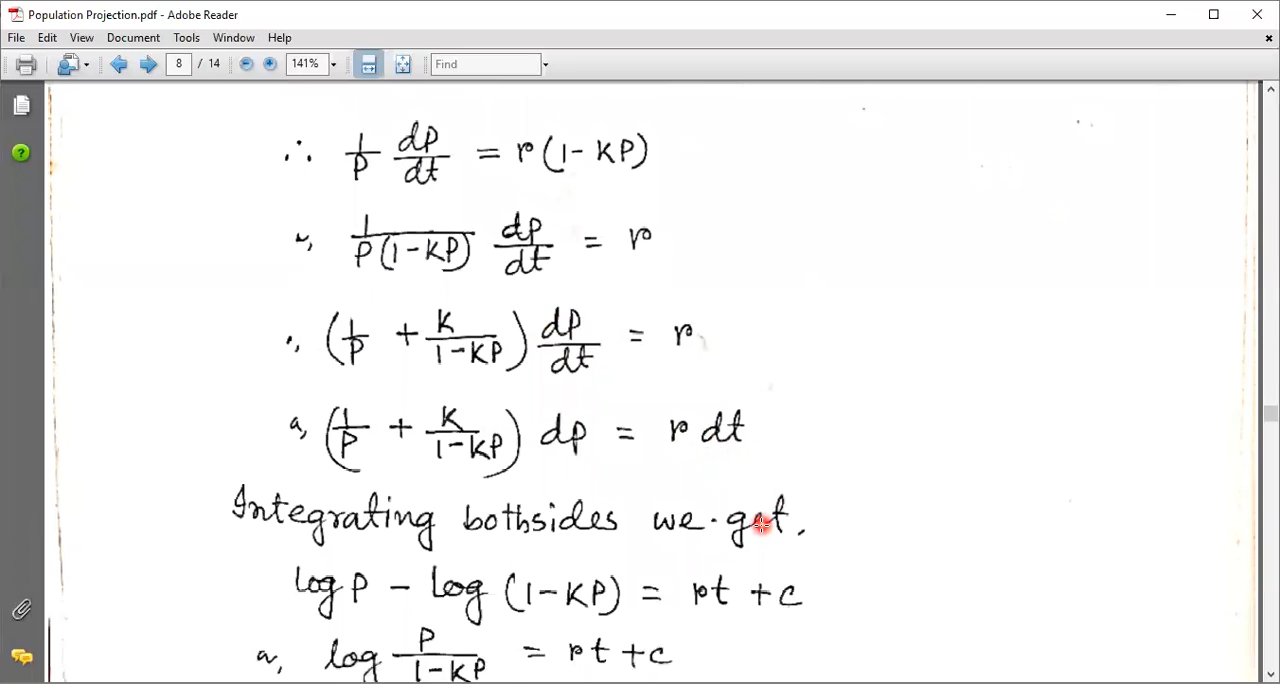 Population Projection.pdf - Adobe Reader
File Edit View Document Tools Window Help
8 / 14 141% Find
∴ 1/P dP/dt = r(1-KP)
or, 1/P(1-KP) dP/dt = r
or, (1/P + K/1-KP) dP/dt = r
or, (1/P + K/1-KP) dP = r dt
Integrating bothsides we get,
log P - log (1-KP) = rt + c
or, log P/1-KP = rt + c